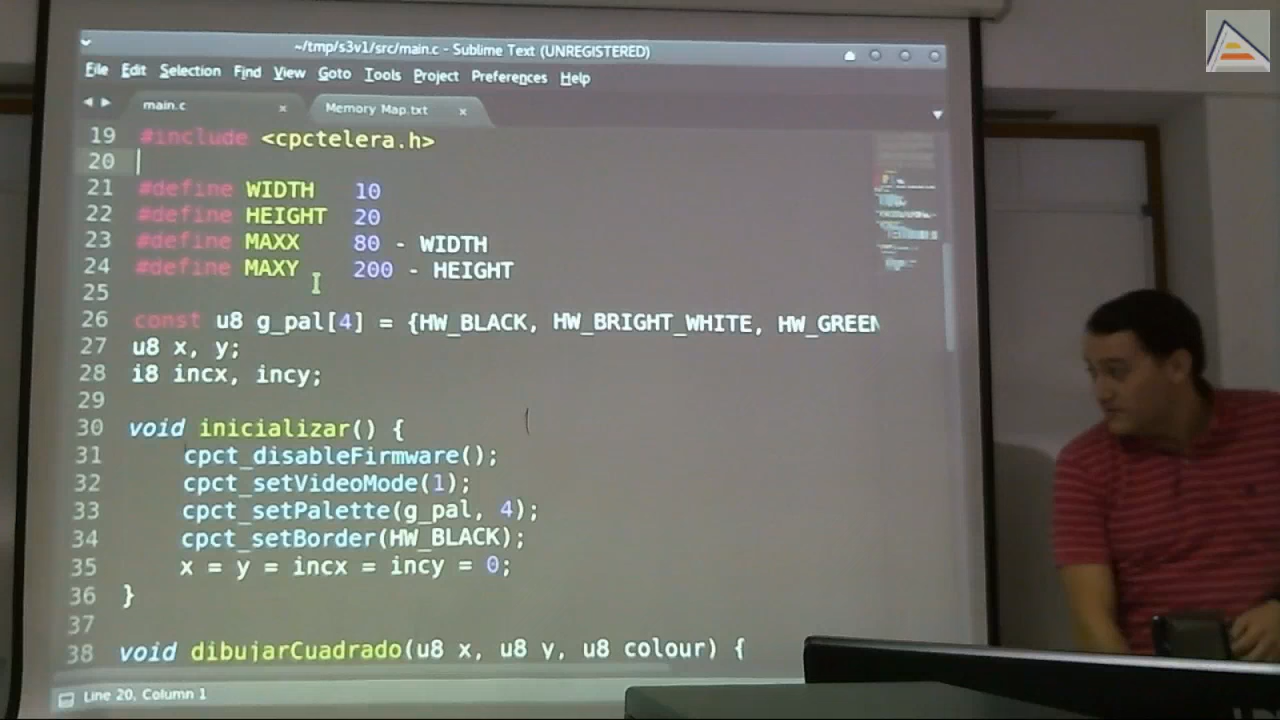 ~/tmp/s3v1/src/main.c - Sublime Text (UNREGISTERED)
File Edit Selection Find View Goto Tools Project Preferences Help
main.c x Memory Map.txt x
19 #include <cpctelera.h>
20
21 #define WIDTH 10
22 #define HEIGHT 20
23 #define MAXX 80 - WIDTH
24 #define MAXY 200 - HEIGHT
25
26 const u8 g_pal[4] = {HW_BLACK, HW_BRIGHT_WHITE, HW_GREEN
27 u8 x, y;
28 i8 incx, incy;
29
30 void inicializar() {
31 cpct_disableFirmware();
32 cpct_setVideoMode(1);
33 cpct_setPalette(g_pal, 4);
34 cpct_setBorder(HW_BLACK);
35 x = y = incx = incy = 0;
36 }
37
38 void dibujarCuadrado(u8 x, u8 y, u8 colour) {
Line 20, Column 1